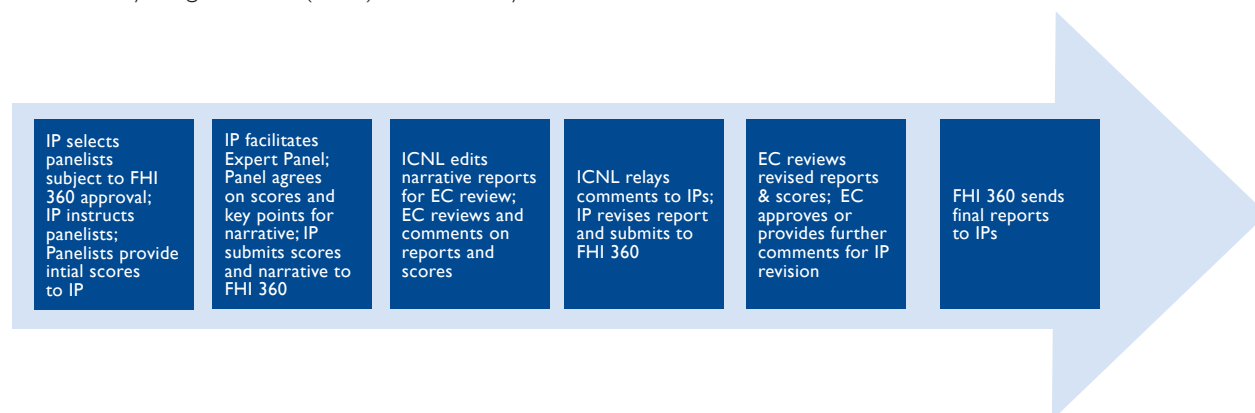 IP selects
panelists
subject to FHI
360 approval;
IP instructs
panelists;
Panelists provide
intial scores
to IP
IP facilitates
Expert Panel;
Panel agrees
on scores and
key points for
narrative; IP
submits scores
and narrative to
FHI 360
ICNL edits
narrative reports
for EC review;
EC reviews and
comments on
reports and
scores
ICNL relays
comments to IPs;
IP revises report
and submits to
FHI 360
EC reviews
revised reports
& scores; EC
approves or
provides further
comments for IP
revision
FHI 360 sends
final reports
to IPs